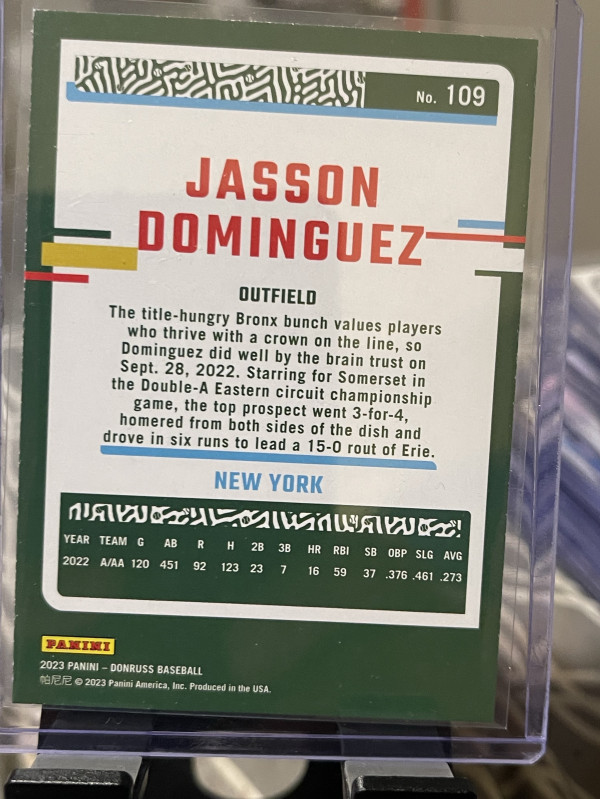 No. 109
JASSON
DOMINGUEZ
OUTFIELD
The title-hungry Bronx bunch values players
who thrive with a crown on the line, so
Dominguez did well by the brain trust on
Sept. 28, 2022. Starring for Somerset in
the Double-A Eastern circuit championship
game, the top prospect went 3-for-4,
homered from both sides of the dish and
drove in six runs to lead a 15-0 rout of Erie.
NEW YORK
YEAR TEAM G AB R H 2B 3B HR RBI SB OBP SLG AVG
2022 A/AA 120 451 92 123 23 7 16 59 37 .376 .461 .273
PANINI
2023 PANINI – DONRUSS BASEBALL
帕尼尼 © 2023 Panini America, Inc. Produced in the USA.